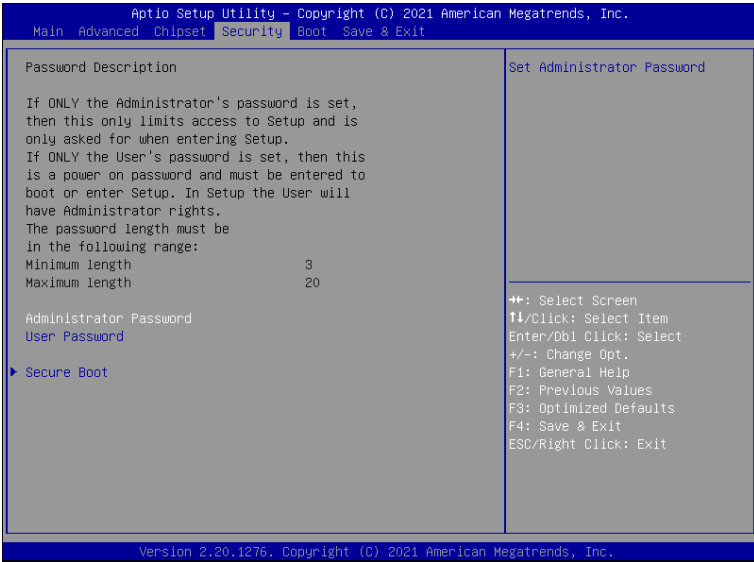 Aptio Setup Utility – Copyright (C) 2021 American Megatrends, Inc.
Main Advanced Chipset Security Boot Save & Exit
Password Description
If ONLY the Administrator's password is set,
then this only limits access to Setup and is
only asked for when entering Setup.
If ONLY the User's password is set, then this
is a power on password and must be entered to
boot or enter Setup. In Setup the User will
have Administrator rights.
The password length must be
in the following range:
Minimum length 3
Maximum length 20
Administrator Password
User Password
Secure Boot
Set Administrator Password
→←: Select Screen
↑↓/Click: Select Item
Enter/Dbl Click: Select
+/-: Change Opt.
F1: General Help
F2: Previous Values
F3: Optimized Defaults
F4: Save & Exit
ESC/Right Click: Exit
Version 2.20.1276. Copyright (C) 2021 American Megatrends, Inc.